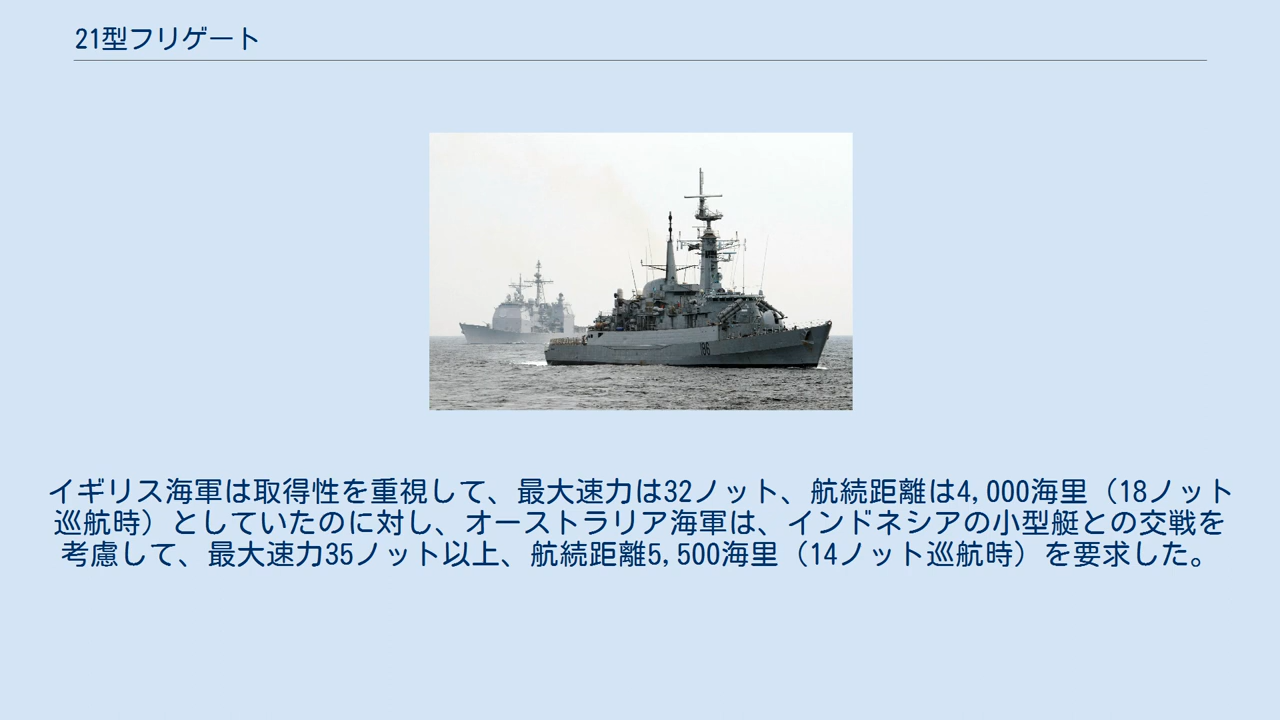 21型フリゲート
186
イギリス海軍は取得性を重視して、最大速力は32ノット、航続距離は4,000海里（18ノット
巡航時）としていたのに対し、オーストラリア海軍は、インドネシアの小型艇との交戦を
考慮して、最大速力35ノット以上、航続距離5,500海里（14ノット巡航時）を要求した。